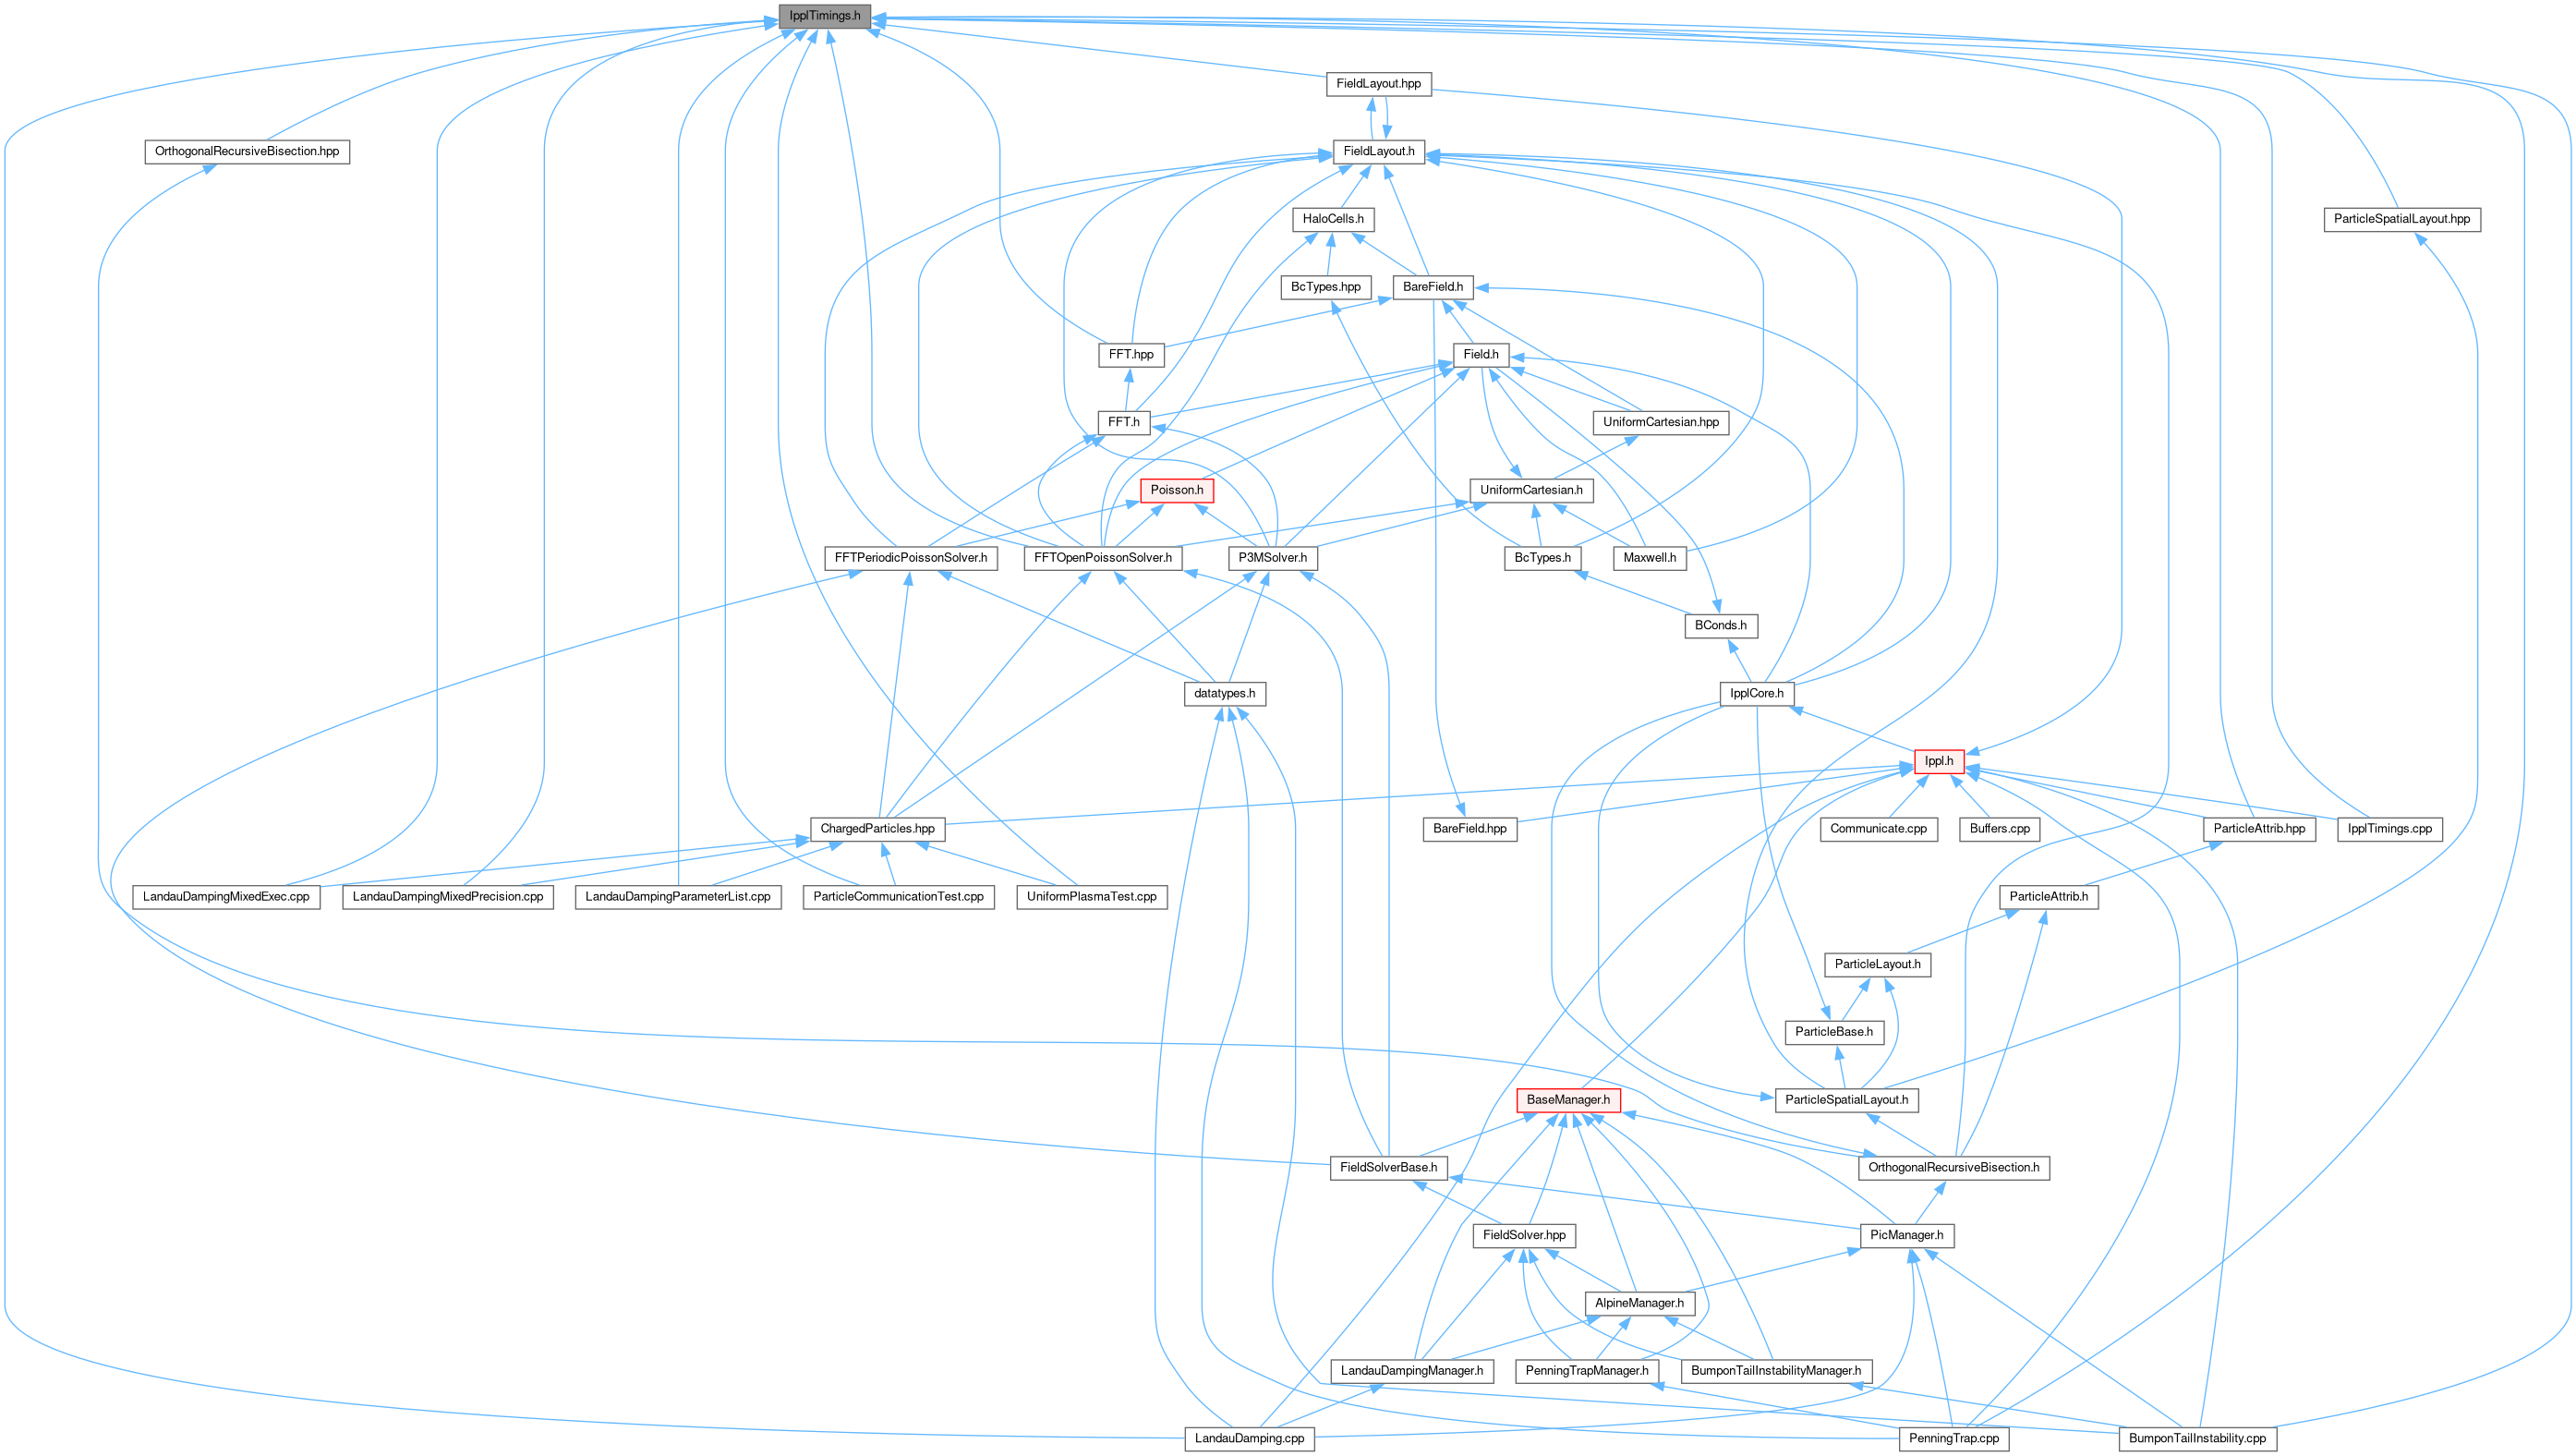 IpplTimings.h
FieldLayout.hpp
OrthogonalRecursiveBisection.hpp
FieldLayout.h
HaloCells.h
ParticleSpatialLayout.hpp
BcTypes.hpp
BareField.h
FFT.hpp
Field.h
FFT.h
UniformCartesian.hpp
Poisson.h
UniformCartesian.h
FFTPeriodicPoissonSolver.h
FFTOpenPoissonSolver.h
P3MSolver.h
BcTypes.h
Maxwell.h
BConds.h
datatypes.h
IpplCore.h
Ippl.h
ChargedParticles.hpp
BareField.hpp
Communicate.cpp
Buffers.cpp
ParticleAttrib.hpp
IpplTimings.cpp
LandauDampingMixedExec.cpp
LandauDampingMixedPrecision.cpp
LandauDampingParameterList.cpp
ParticleCommunicationTest.cpp
UniformPlasmaTest.cpp
ParticleAttrib.h
ParticleLayout.h
ParticleBase.h
BaseManager.h
ParticleSpatialLayout.h
FieldSolverBase.h
OrthogonalRecursiveBisection.h
FieldSolver.hpp
PicManager.h
AlpineManager.h
LandauDampingManager.h
PenningTrapManager.h
BumponTailInstabilityManager.h
LandauDamping.cpp
PenningTrap.cpp
BumponTailInstability.cpp